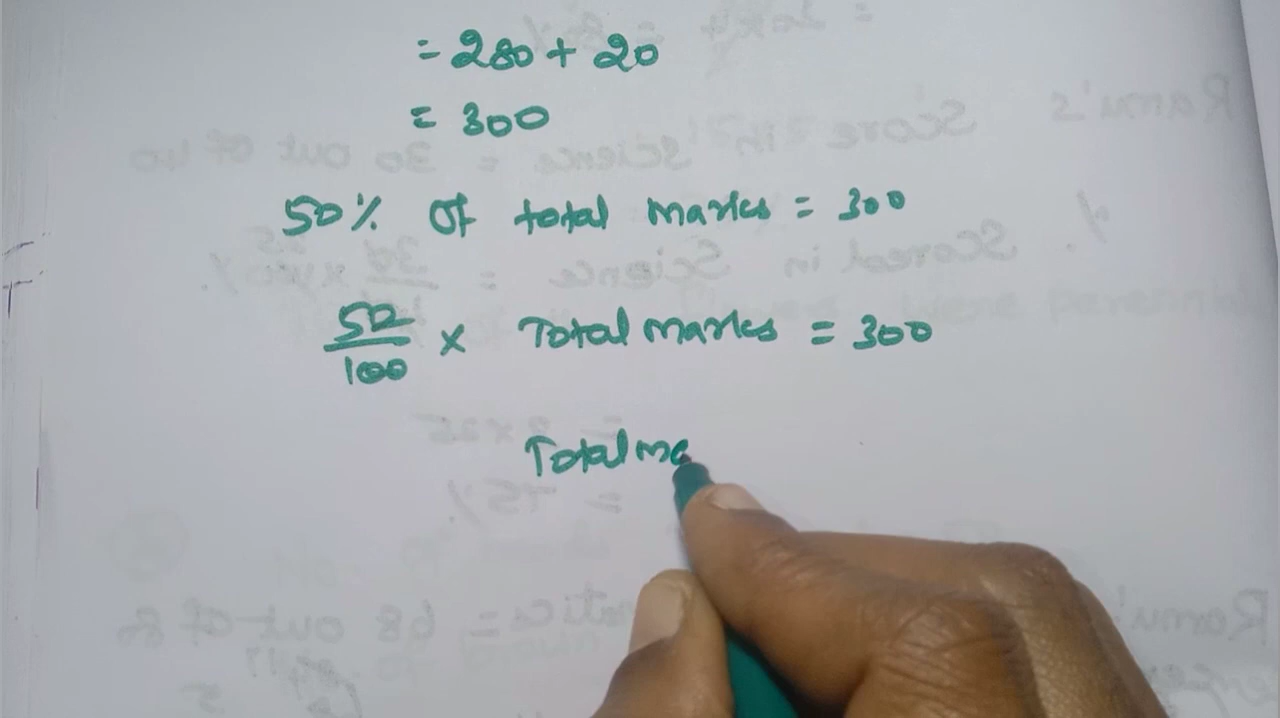 = 280 + 20
= 300
50% Of total marks = 300
50/100 × Total marks = 300
Total ma